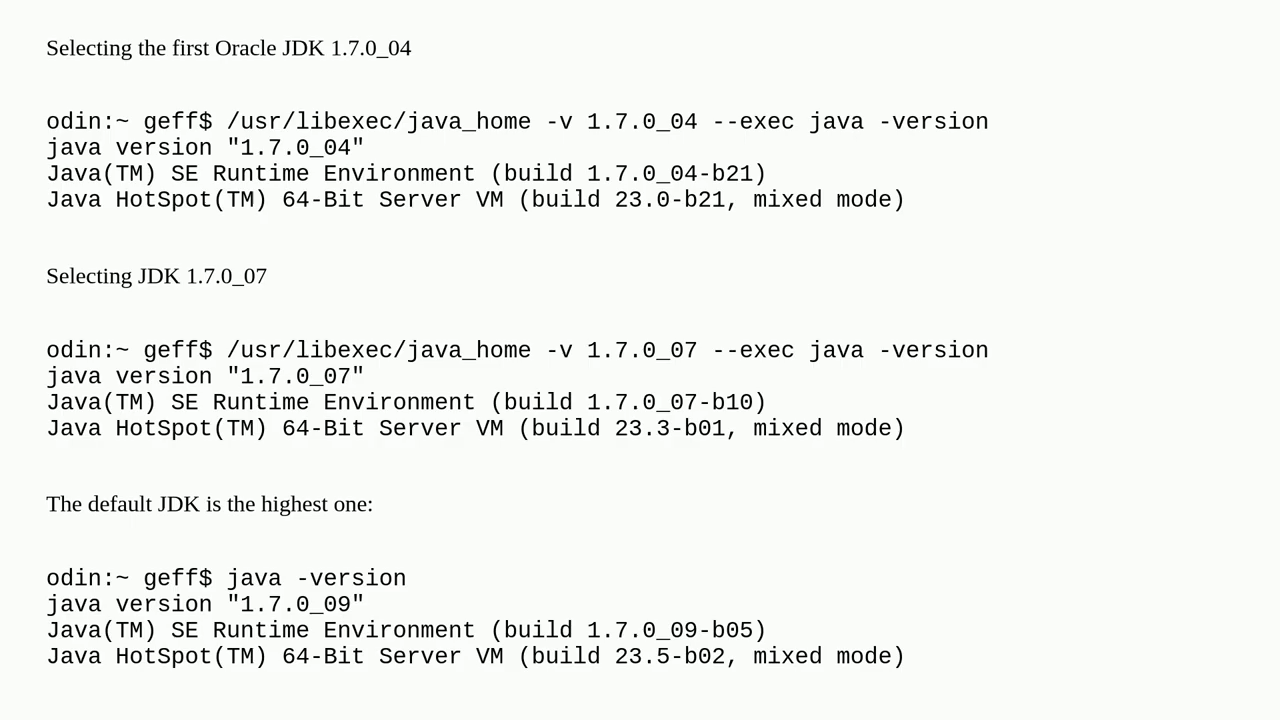 Selecting the first Oracle JDK 1.7.0_04
odin:~ geff$ /usr/libexec/java_home -v 1.7.0_04 --exec java -version
java version "1.7.0_04"
Java(TM) SE Runtime Environment (build 1.7.0_04-b21)
Java HotSpot(TM) 64-Bit Server VM (build 23.0-b21, mixed mode)
Selecting JDK 1.7.0_07
odin:~ geff$ /usr/libexec/java_home -v 1.7.0_07 --exec java -version
java version "1.7.0_07"
Java(TM) SE Runtime Environment (build 1.7.0_07-b10)
Java HotSpot(TM) 64-Bit Server VM (build 23.3-b01, mixed mode)
The default JDK is the highest one:
odin:~ geff$ java -version
java version "1.7.0_09"
Java(TM) SE Runtime Environment (build 1.7.0_09-b05)
Java HotSpot(TM) 64-Bit Server VM (build 23.5-b02, mixed mode)